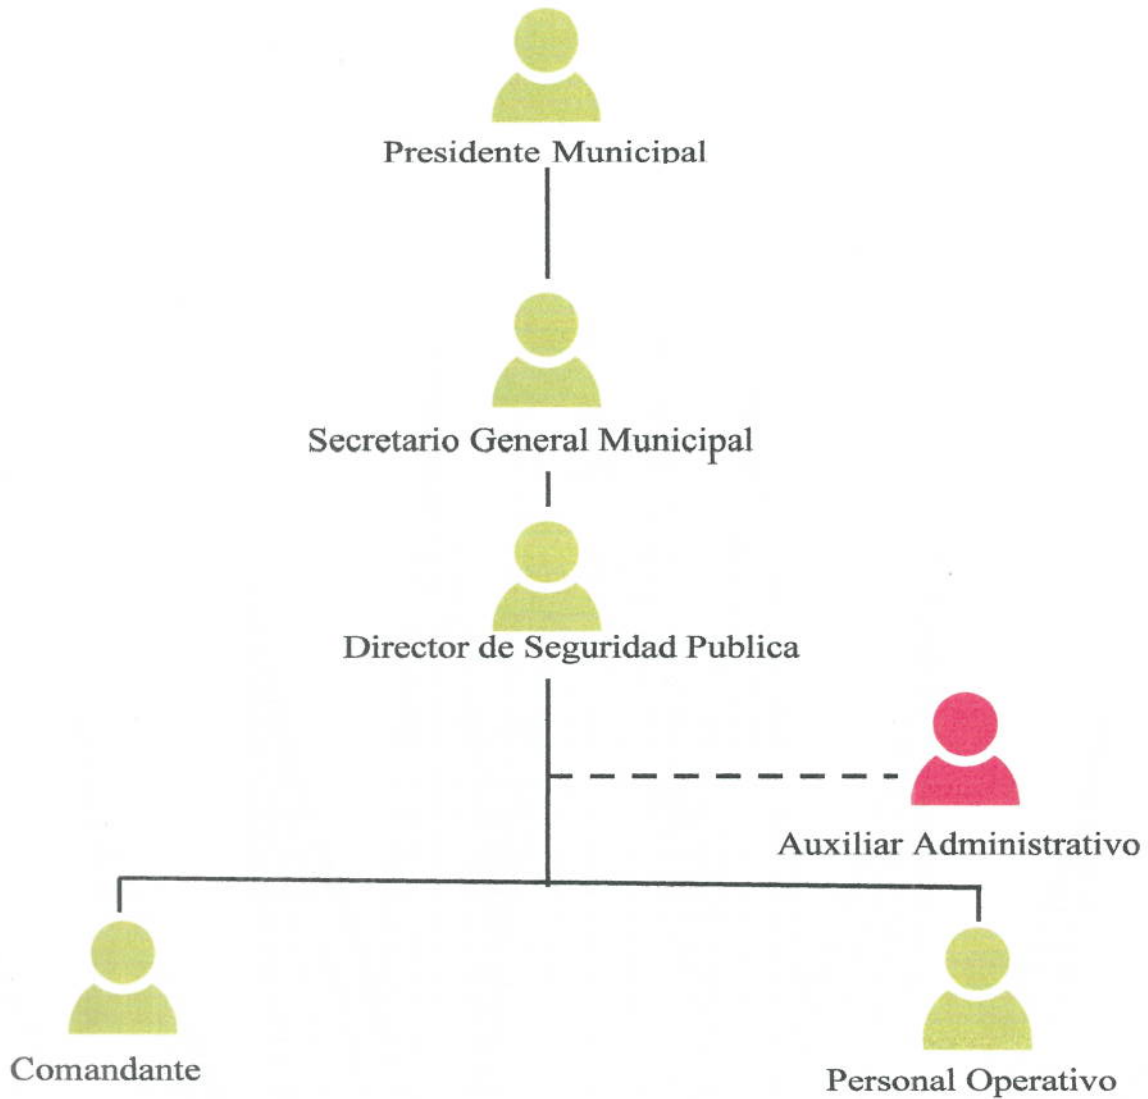 Presidente Municipal
Secretario General Municipal
Director de Seguridad Publica
Auxiliar Administrativo
Comandante
Personal Operativo